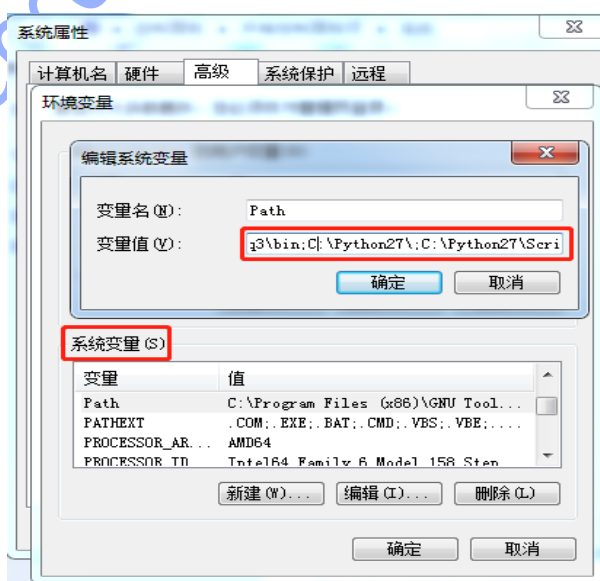 系统属性
计算机名 硬件 高级 系统保护 远程
环境变量
编辑系统变量
变量名(N): Path
变量值(V): 3\bin;C:\Python27\;C:\Python27\Scri
确定 取消
系统变量(S)
变量 值
Path C:\Program Files (x86)\GNU Tool...
PATHEXT .COM;.EXE;.BAT;.CMD;.VBS;.VBE;....
PROCESSOR_AR... AMD64
PROCESSOR_ID Intel64 Family 6 Model 158 Step
新建(W)... 编辑(I)... 删除(L)
确定 取消